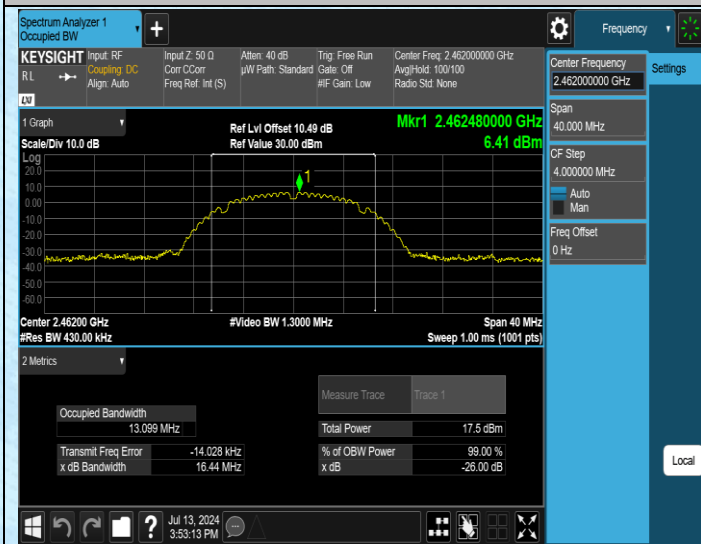 Spectrum Analyzer 1
Occupied BW
+
Frequency
KEYSIGHT
RL
LXI
Input: RF
Coupling: DC
Align: Auto
Input Z: 50 Ω
Corr CCorr
Freq Ref: Int (S)
Atten: 40 dB
µW Path: Standard
Trig: Free Run
Gate: Off
#IF Gain: Low
Center Freq: 2.462000000 GHz
Avg|Hold: 100/100
Radio Std: None
Center Frequency
2.462000000 GHz
Settings
Span
40.000 MHz
CF Step
4.000000 MHz
Auto
Man
Freq Offset
0 Hz
Local
1 Graph
Scale/Div 10.0 dB
Ref Lvl Offset 10.49 dB
Ref Value 30.00 dBm
Mkr1 2.462480000 GHz
6.41 dBm
Log
20.0
10.0
0.00
-10.0
-20.0
-30.0
-40.0
-50.0
-60.0
1
Center 2.46200 GHz
#Res BW 430.00 kHz
#Video BW 1.3000 MHz
Span 40 MHz
Sweep 1.00 ms (1001 pts)
2 Metrics
Measure Trace Trace 1
Occupied Bandwidth
13.099 MHz
Total Power 17.5 dBm
Transmit Freq Error -14.028 kHz
% of OBW Power 99.00 %
x dB Bandwidth 16.44 MHz
x dB -26.00 dB
?
Jul 13, 2024
3:53:13 PM